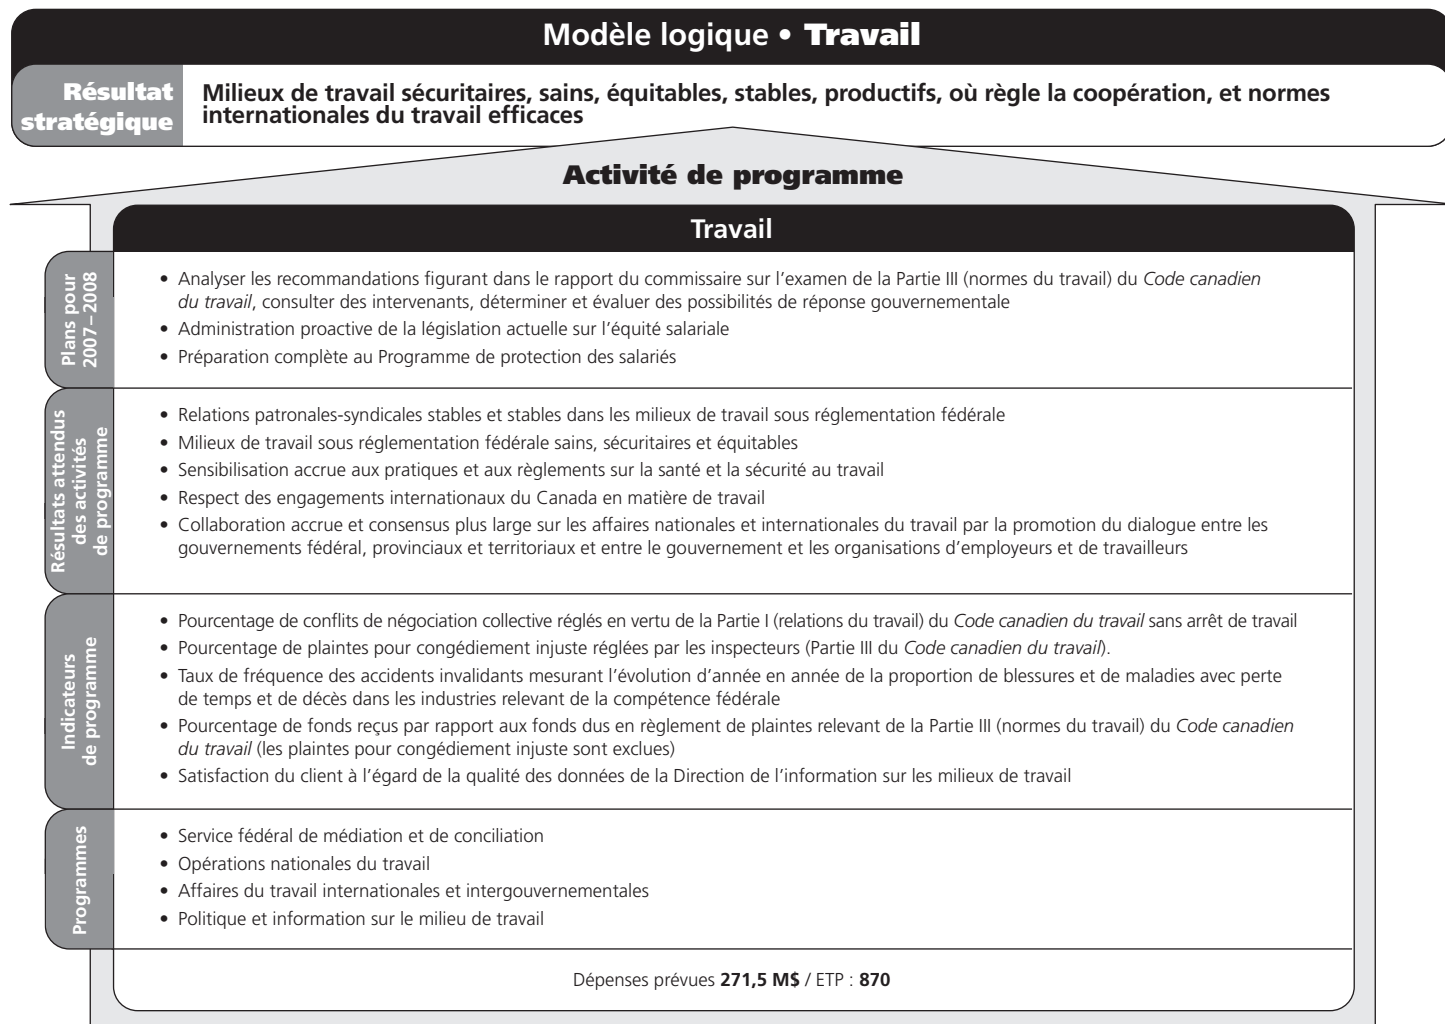 Modèle logique • Travail
Résultat
stratégique
Milieux de travail sécuritaires, sains, équitables, stables, productifs, où règle la coopération, et normes
internationales du travail efficaces
Activité de programme
Travail
Plans pour
2007–2008
• Analyser les recommandations figurant dans le rapport du commissaire sur l'examen de la Partie III (normes du travail) du Code canadien
du travail, consulter des intervenants, déterminer et évaluer des possibilités de réponse gouvernementale
• Administration proactive de la législation actuelle sur l'équité salariale
• Préparation complète au Programme de protection des salariés
Résultats attendus
des activités
de programme
• Relations patronales-syndicales stables et stables dans les milieux de travail sous réglementation fédérale
• Milieux de travail sous réglementation fédérale sains, sécuritaires et équitables
• Sensibilisation accrue aux pratiques et aux règlements sur la santé et la sécurité au travail
• Respect des engagements internationaux du Canada en matière de travail
• Collaboration accrue et consensus plus large sur les affaires nationales et internationales du travail par la promotion du dialogue entre les
gouvernements fédéral, provinciaux et territoriaux et entre le gouvernement et les organisations d'employeurs et de travailleurs
Indicateurs
de programme
• Pourcentage de conflits de négociation collective réglés en vertu de la Partie I (relations du travail) du Code canadien du travail sans arrêt de travail
• Pourcentage de plaintes pour congédiement injuste réglées par les inspecteurs (Partie III du Code canadien du travail).
• Taux de fréquence des accidents invalidants mesurant l'évolution d'année en année de la proportion de blessures et de maladies avec perte
de temps et de décès dans les industries relevant de la compétence fédérale
• Pourcentage de fonds reçus par rapport aux fonds dus en règlement de plaintes relevant de la Partie III (normes du travail) du Code canadien
du travail (les plaintes pour congédiement injuste sont exclues)
• Satisfaction du client à l'égard de la qualité des données de la Direction de l'information sur les milieux de travail
Programmes
• Service fédéral de médiation et de conciliation
• Opérations nationales du travail
• Affaires du travail internationales et intergouvernementales
• Politique et information sur le milieu de travail
Dépenses prévues 271,5 M$ / ETP : 870